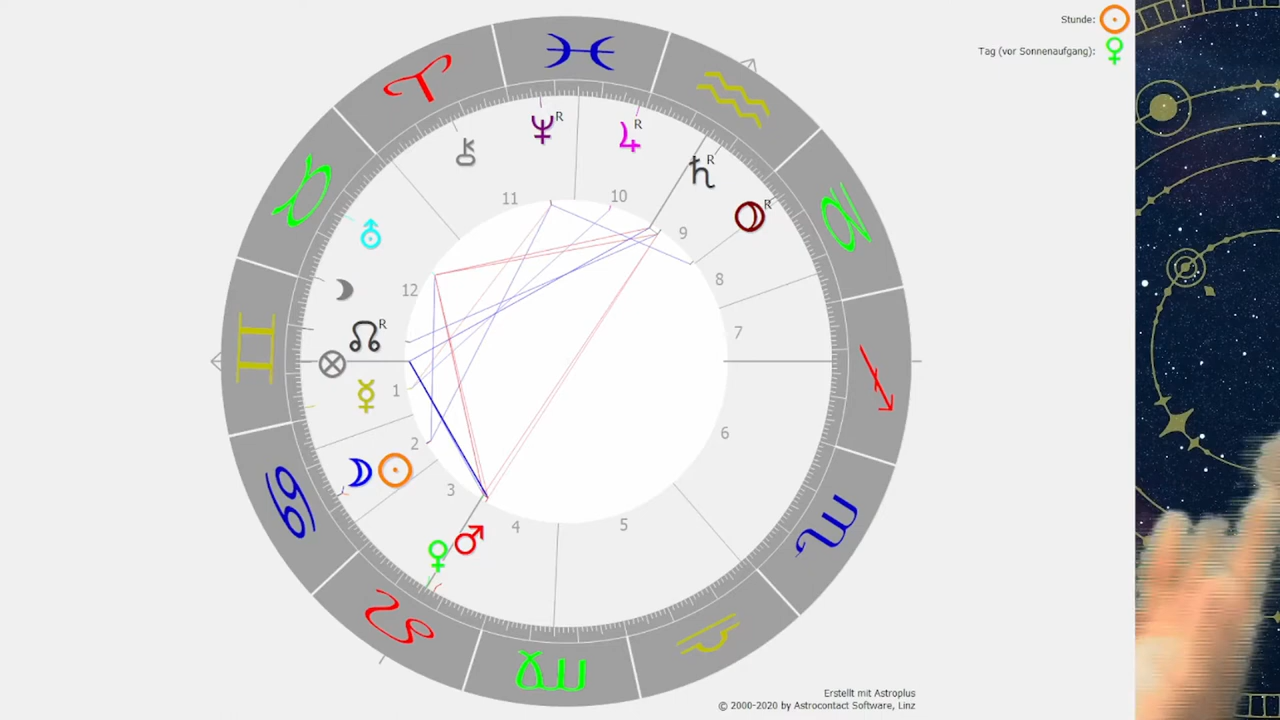 Stunde:
Tag (vor Sonnenaufgang):
R
R
R
R
11
10
9
8
12
R
7
1
2
6
3
4
5
Erstellt mit Astroplus
© 2000-2020 by Astrocontact Software, Linz